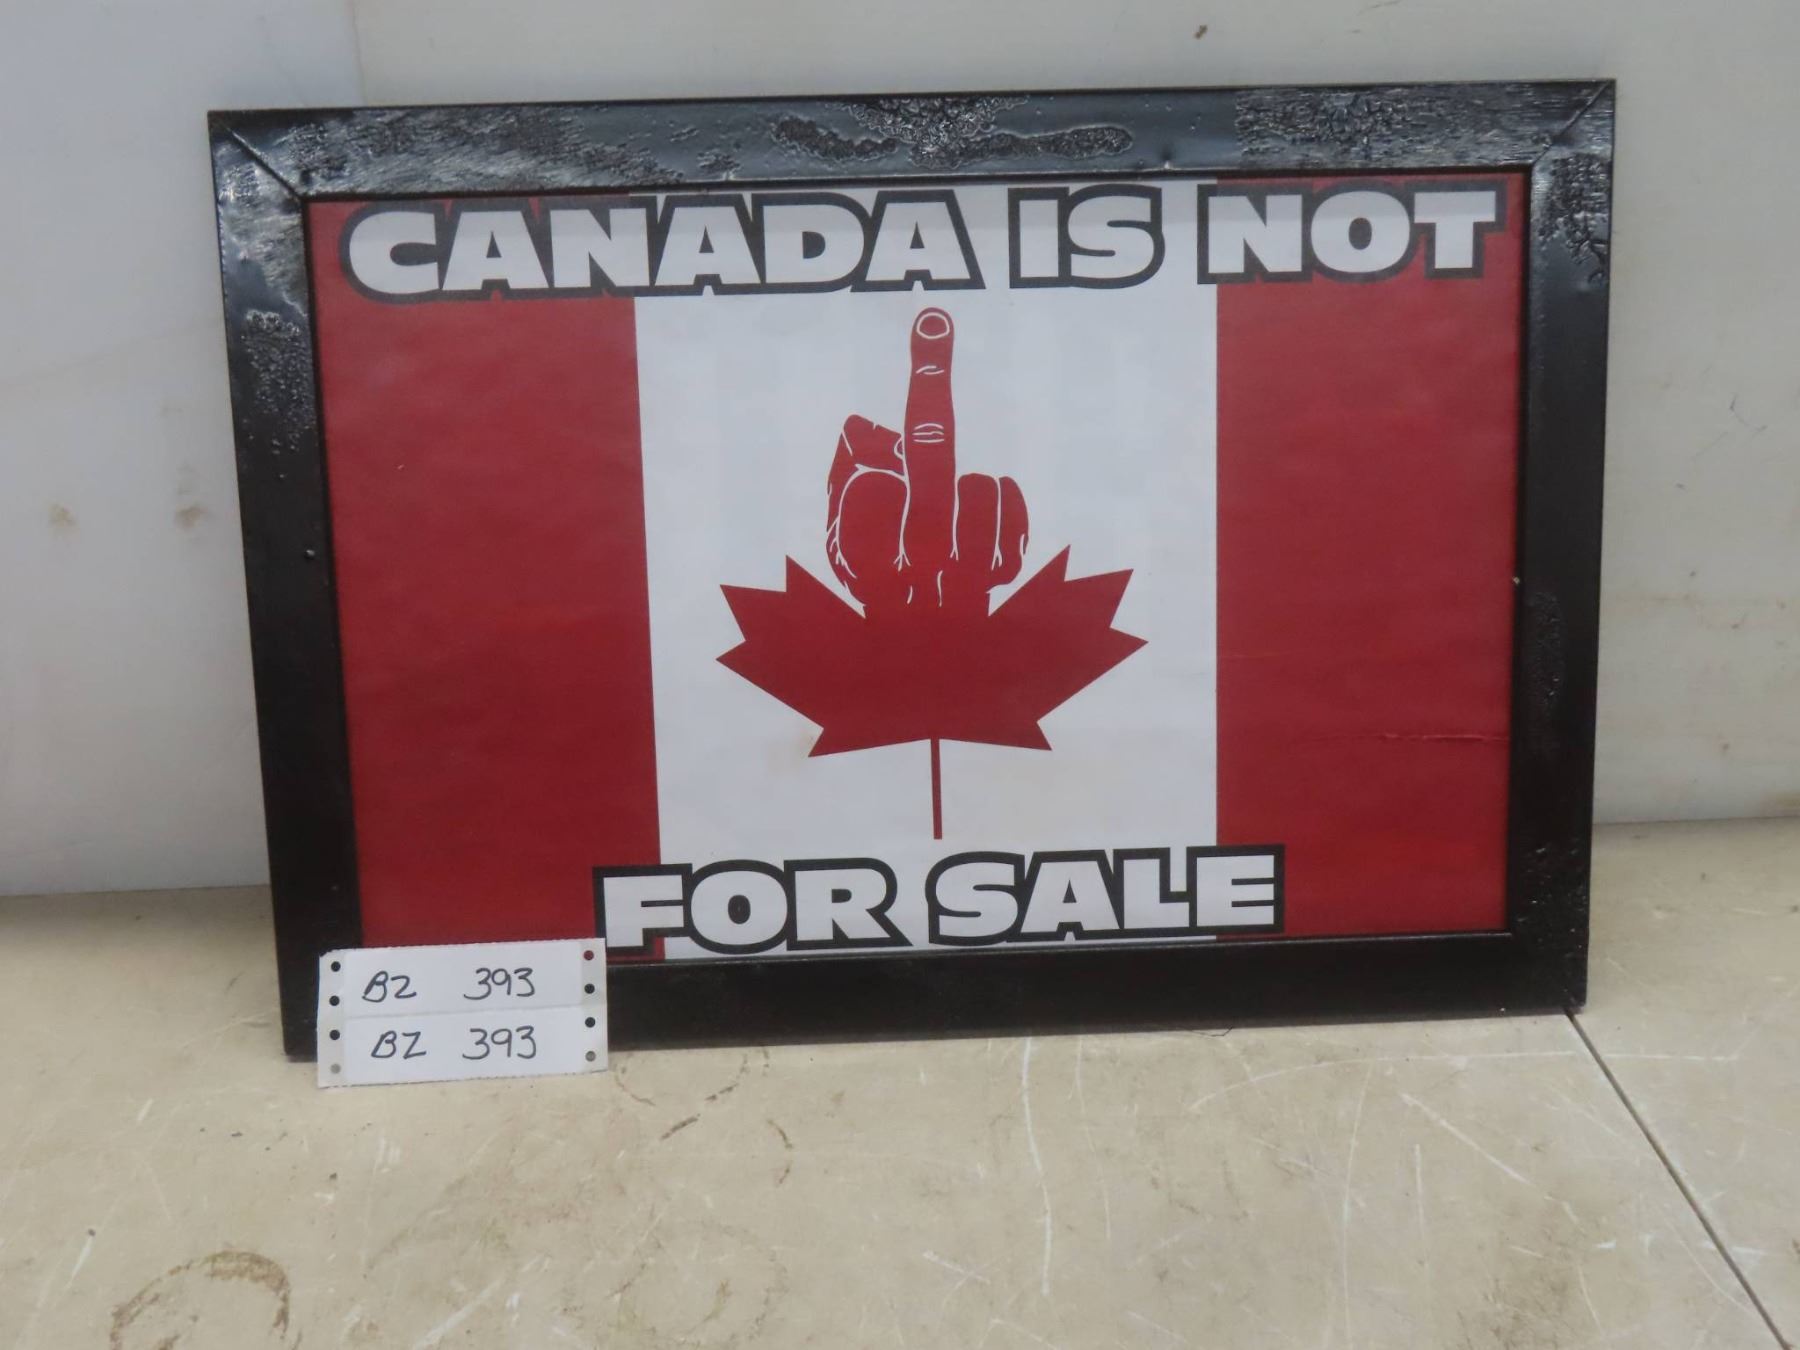 CANADA IS NOT
FOR SALE
BZ 393
BZ 393